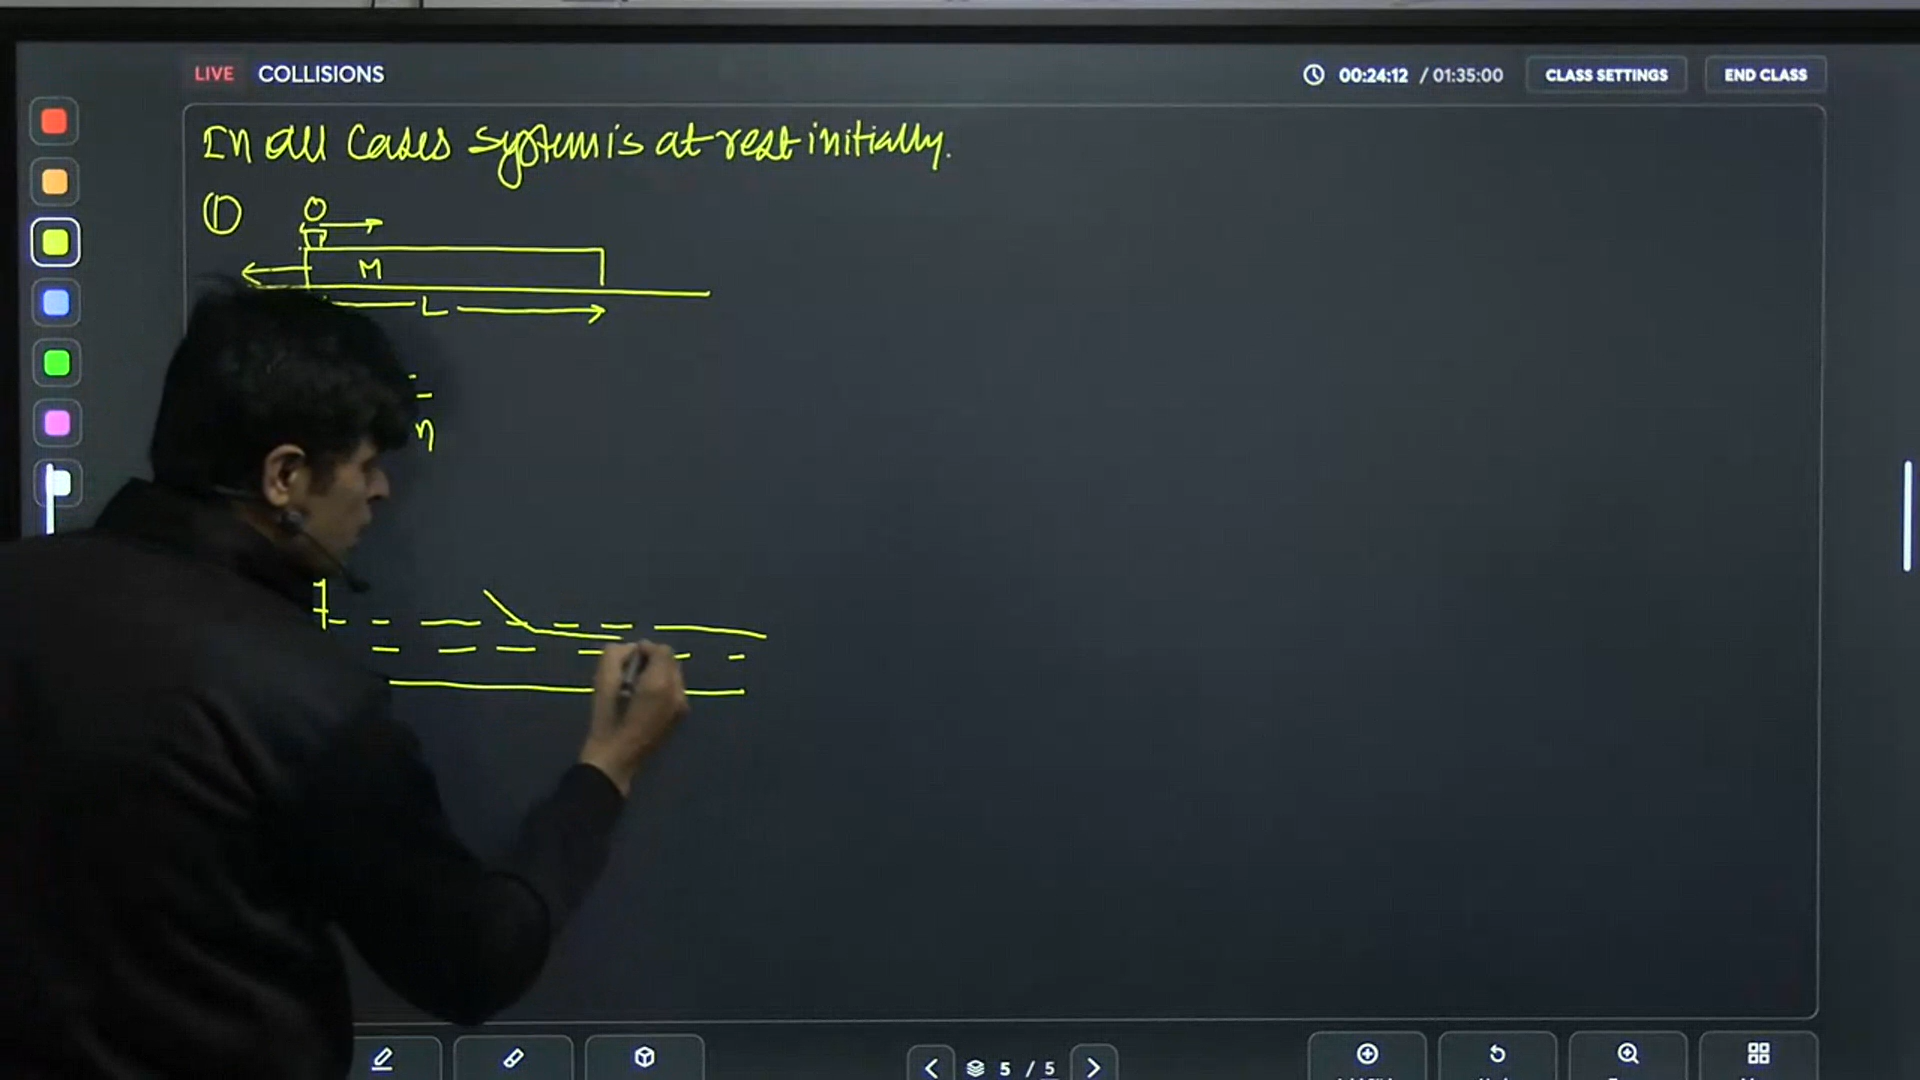 LIVE COLLISIONS 00:24:12 / 01:35:00 CLASS SETTINGS END CLASS
In all Cases system is at rest initially.
①
M
L
η
5 / 5